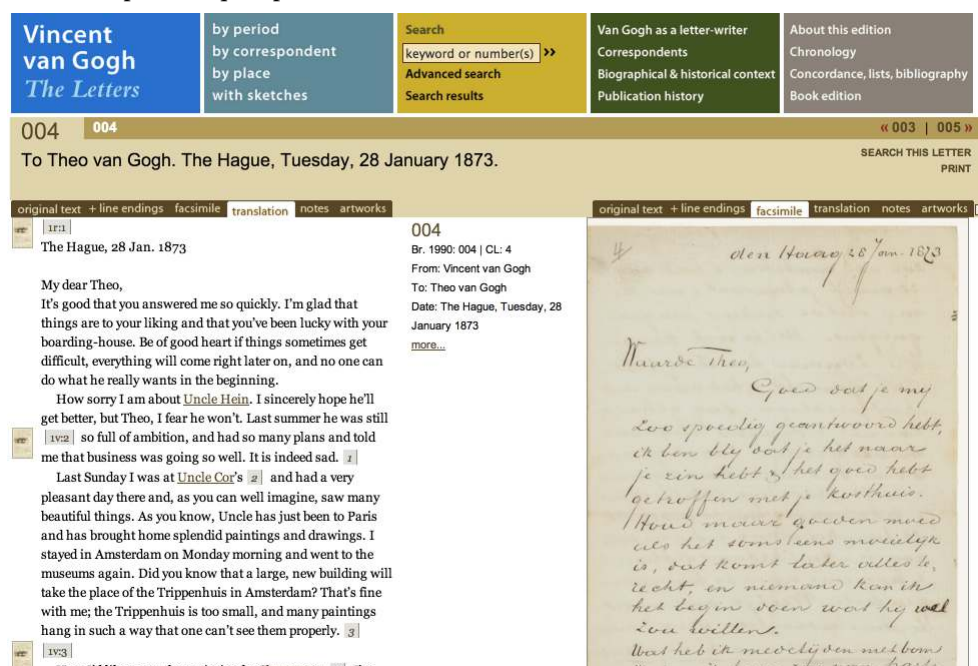 Vincent
van Gogh
The Letters
by period
by correspondent
by place
with sketches
Search
keyword or number(s) »
Advanced search
Search results
Van Gogh as a letter-writer
Correspondents
Biographical & historical context
Publication history
About this edition
Chronology
Concordance, lists, bibliography
Book edition
004 004 « 003 | 005 »
To Theo van Gogh. The Hague, Tuesday, 28 January 1873.
SEARCH THIS LETTER
PRINT
original text + line endings facsimile translation notes artworks
1r:1
The Hague, 28 Jan. 1873
My dear Theo,
It's good that you answered me so quickly. I'm glad that
things are to your liking and that you've been lucky with your
boarding-house. Be of good heart if things sometimes get
difficult, everything will come right later on, and no one can
do what he really wants in the beginning.
How sorry I am about Uncle Hein. I sincerely hope he'll
get better, but Theo, I fear he won't. Last summer he was still
1v:2 so full of ambition, and had so many plans and told
me that business was going so well. It is indeed sad. 1
Last Sunday I was at Uncle Cor's 2 and had a very
pleasant day there and, as you can well imagine, saw many
beautiful things. As you know, Uncle has just been to Paris
and has brought home splendid paintings and drawings. I
stayed in Amsterdam on Monday morning and went to the
museums again. Did you know that a large, new building will
take the place of the Trippenhuis in Amsterdam? That's fine
with me; the Trippenhuis is too small, and many paintings
hang in such a way that one can't see them properly. 3
1v:3
004
Br. 1990: 004 | CL: 4
From: Vincent van Gogh
To: Theo van Gogh
Date: The Hague, Tuesday, 28
January 1873
more...
original text + line endings facsimile translation notes artworks
4
den Haag 28 Jan. 1873
Waarde Theo,
Goed dat je my
zoo spoedig geantwoord hebt,
ik ben bly dat je het naar
je zin hebt & het goed hebt
getroffen met je kosthuis.
Houd maar goeden moed
als het soms eens moeielyk
is, dat komt later alles te,
recht, en niemand kan in
het begin doen wat hy wel
zou willen.
Wat heb ik medelyden met oom